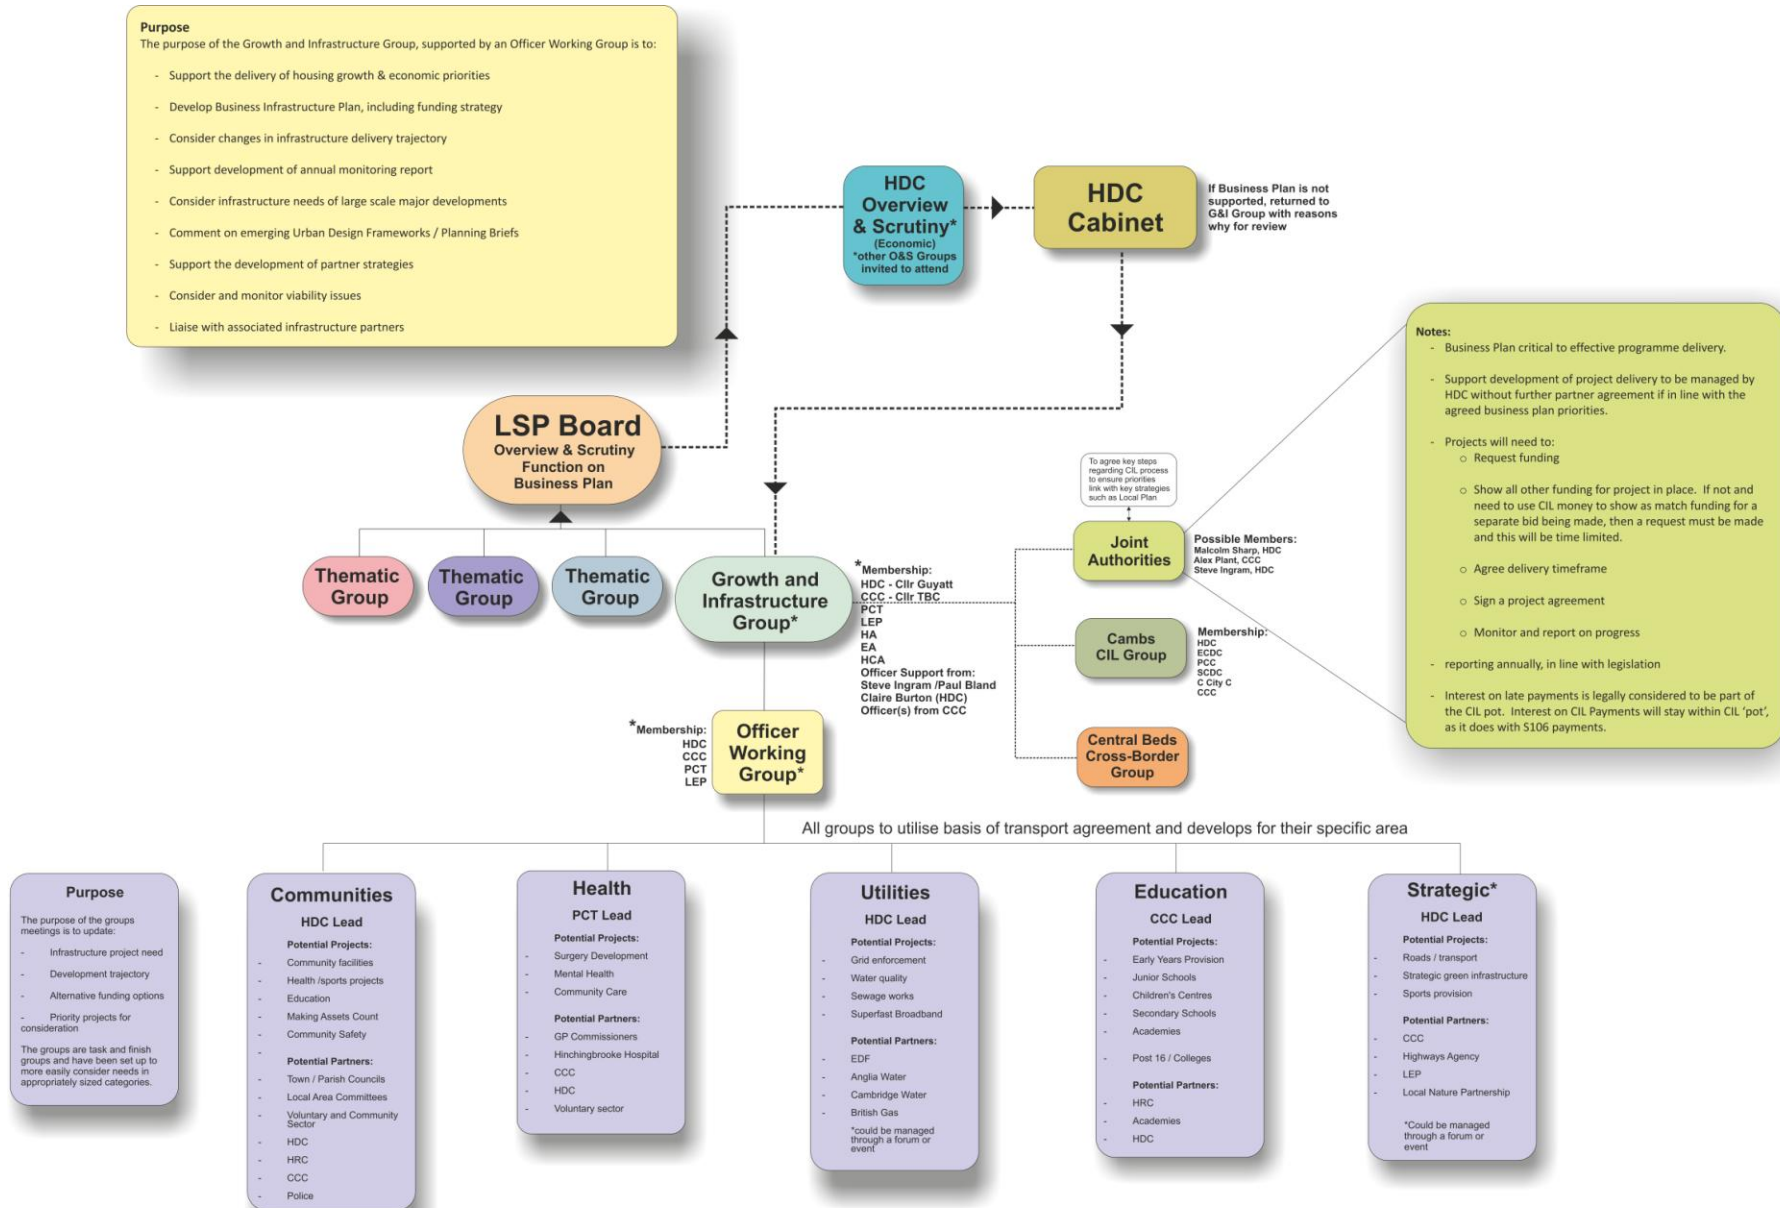 Purpose
The purpose of the Growth and Infrastructure Group, supported by an Officer Working Group is to:
- Support the delivery of housing growth & economic priorities
- Develop Business Infrastructure Plan, including funding strategy
- Consider changes in infrastructure delivery trajectory
- Support development of annual monitoring report
- Consider infrastructure needs of large scale major developments
- Comment on emerging Urban Design Frameworks / Planning Briefs
- Support the development of partner strategies
- Consider and monitor viability issues
- Liaise with associated infrastructure partners
HDC
Overview
& Scrutiny*
(Economic)
*other O&S Groups
invited to attend
HDC
Cabinet
If Business Plan is not
supported, returned to
G&I Group with reasons
why for review
LSP Board
Overview & Scrutiny
Function on
Business Plan
Thematic
Group
Thematic
Group
Thematic
Group
Growth and
Infrastructure
Group*
*Membership:
HDC - Cllr Guyatt
CCC - Cllr TBC
PCT
LEP
HA
EA
HCA
Officer Support from:
Steve Ingram /Paul Bland
Claire Burton (HDC)
Officer(s) from CCC
To agree key steps
regarding CIL process
to ensure priorities
link with key strategies
such as Local Plan
Joint
Authorities
Possible Members:
Malcolm Sharp, HDC
Alex Plant, CCC
Steve Ingram, HDC
Cambs
CIL Group
Membership:
HDC
ECDC
PCC
SCDC
C City C
CCC
Central Beds
Cross-Border
Group
Notes:
- Business Plan critical to effective programme delivery.
- Support development of project delivery to be managed by
HDC without further partner agreement if in line with the
agreed business plan priorities.
- Projects will need to:
o Request funding
o Show all other funding for project in place. If not and
need to use CIL money to show as match funding for a
separate bid being made, then a request must be made
and this will be time limited.
o Agree delivery timeframe
o Sign a project agreement
o Monitor and report on progress
- reporting annually, in line with legislation
- Interest on late payments is legally considered to be part of
the CIL pot. Interest on CIL Payments will stay within CIL ‘pot’,
as it does with S106 payments.
*Membership:
HDC
CCC
PCT
LEP
Officer
Working
Group*
All groups to utilise basis of transport agreement and develops for their specific area
Purpose
The purpose of the groups
meetings is to update:
- Infrastructure project need
- Development trajectory
- Alternative funding options
- Priority projects for
consideration
The groups are task and finish
groups and have been set up to
more easily consider needs in
appropriately sized categories.
Communities
HDC Lead
Potential Projects:
- Community facilities
- Health /sports projects
- Education
- Making Assets Count
- Community Safety
-
Potential Partners:
- Town / Parish Councils
- Local Area Committees
- Voluntary and Community
Sector
- HDC
- HRC
- CCC
- Police
Health
PCT Lead
Potential Projects:
- Surgery Development
- Mental Health
- Community Care
Potential Partners:
- GP Commissioners
- Hinchingbrooke Hospital
- CCC
- HDC
- Voluntary sector
Utilities
HDC Lead
Potential Projects:
- Grid enforcement
- Water quality
- Sewage works
- Superfast Broadband
Potential Partners:
- EDF
- Anglia Water
- Cambridge Water
- British Gas
*could be managed
through a forum or
event
Education
CCC Lead
Potential Projects:
- Early Years Provision
- Junior Schools
- Children's Centres
- Secondary Schools
- Academies
- Post 16 / Colleges
Potential Partners:
- HRC
- Academies
- HDC
Strategic*
HDC Lead
Potential Projects:
- Roads / transport
- Strategic green infrastructure
- Sports provision
Potential Partners:
- CCC
- Highways Agency
- LEP
- Local Nature Partnership
*Could be managed
through a forum or
event